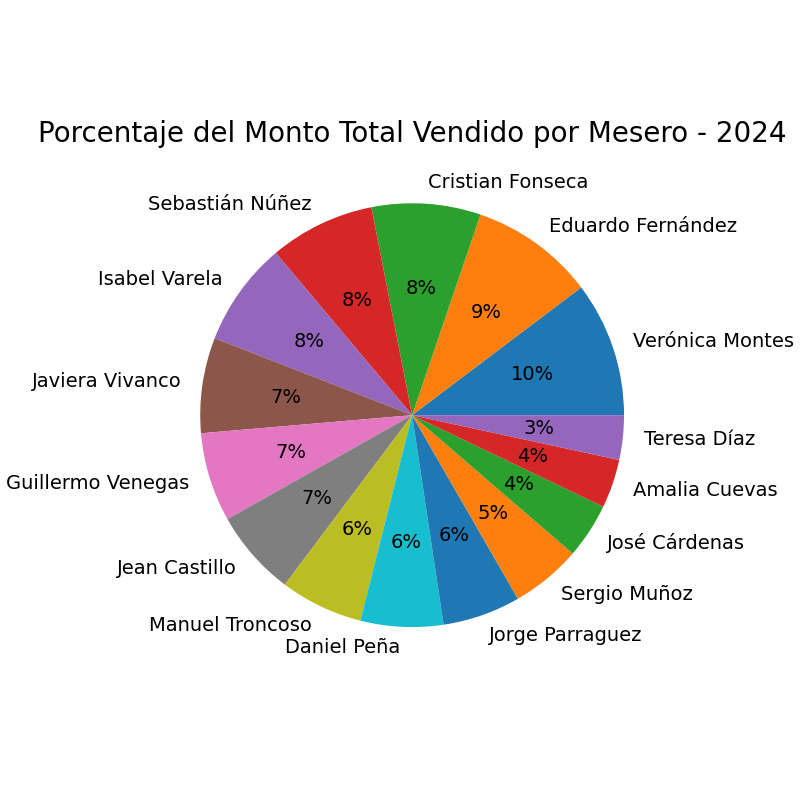 Porcentaje del Monto Total Vendido por Mesero - 2024
Cristian Fonseca
Sebastián Núñez
Eduardo Fernández
Isabel Varela
8%
8%
9%
8%
Verónica Montes
10%
Javiera Vivanco
7%
3%
Teresa Díaz
7%
4%
Guillermo Venegas
4%
Amalia Cuevas
7%
5%
6%
6%
6%
José Cárdenas
Jean Castillo
Sergio Muñoz
Manuel Troncoso
Jorge Parraguez
Daniel Peña